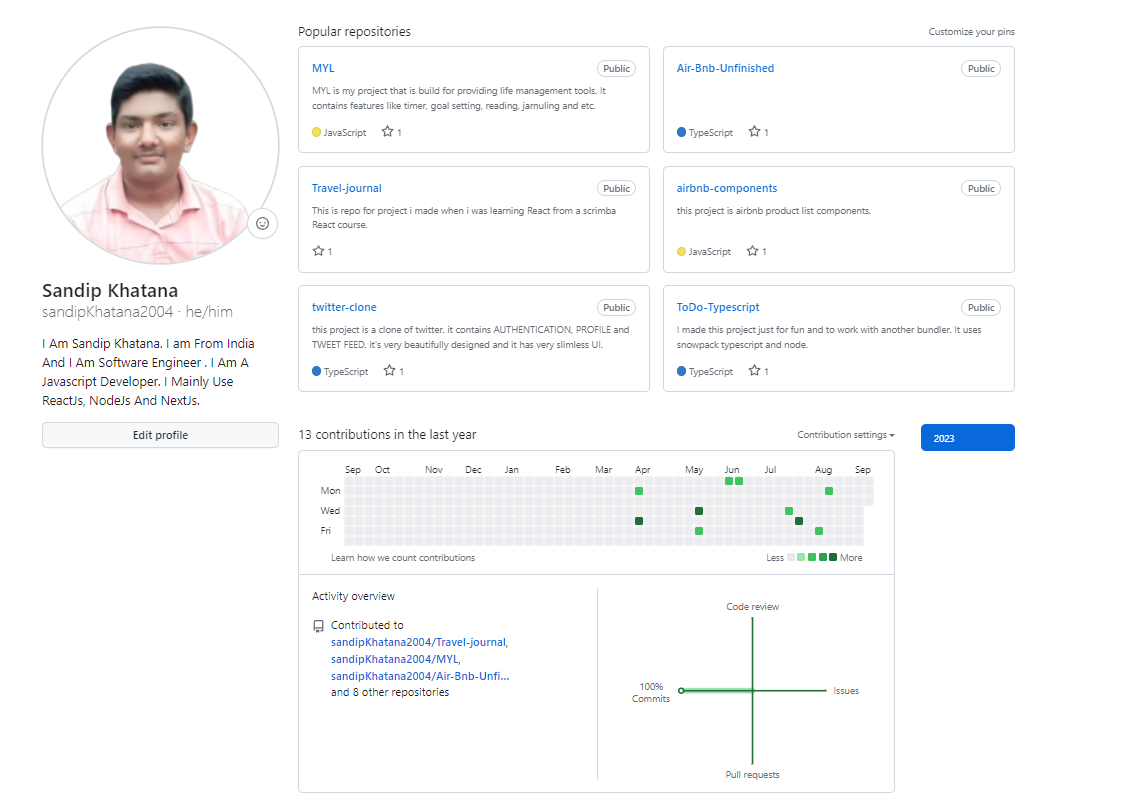 Sandip Khatana
sandipKhatana2004 · he/him
I Am Sandip Khatana. I am From India
And I Am Software Engineer . I Am A
Javascript Developer. I Mainly Use
ReactJs, NodeJs And NextJs.
Edit profile
Popular repositories
Customize your pins
MYL
Public
MYL is my project that is build for providing life management tools. It
contains features like timer, goal setting, reading, jarnuling and etc.
JavaScript 1
Air-Bnb-Unfinished
Public
TypeScript 1
Travel-journal
Public
This is repo for project i made when i was learning React from a scrimba
React course.
1
airbnb-components
Public
this project is airbnb product list components.
JavaScript 1
twitter-clone
Public
this project is a clone of twitter. it contains AUTHENTICATION, PROFILE and
TWEET FEED. it's very beautifully designed and it has very slimless UI.
TypeScript 1
ToDo-Typescript
Public
I made this project just for fun and to work with another bundler. It uses
snowpack typescript and node.
TypeScript 1
13 contributions in the last year
Contribution settings
2023
Sep Oct Nov Dec Jan Feb Mar Apr May Jun Jul Aug Sep
Mon
Wed
Fri
Learn how we count contributions
Less More
Activity overview
Contributed to
sandipKhatana2004/Travel-journal,
sandipKhatana2004/MYL,
sandipKhatana2004/Air-Bnb-Unfi...
and 8 other repositories
Code review
100%
Commits
Issues
Pull requests